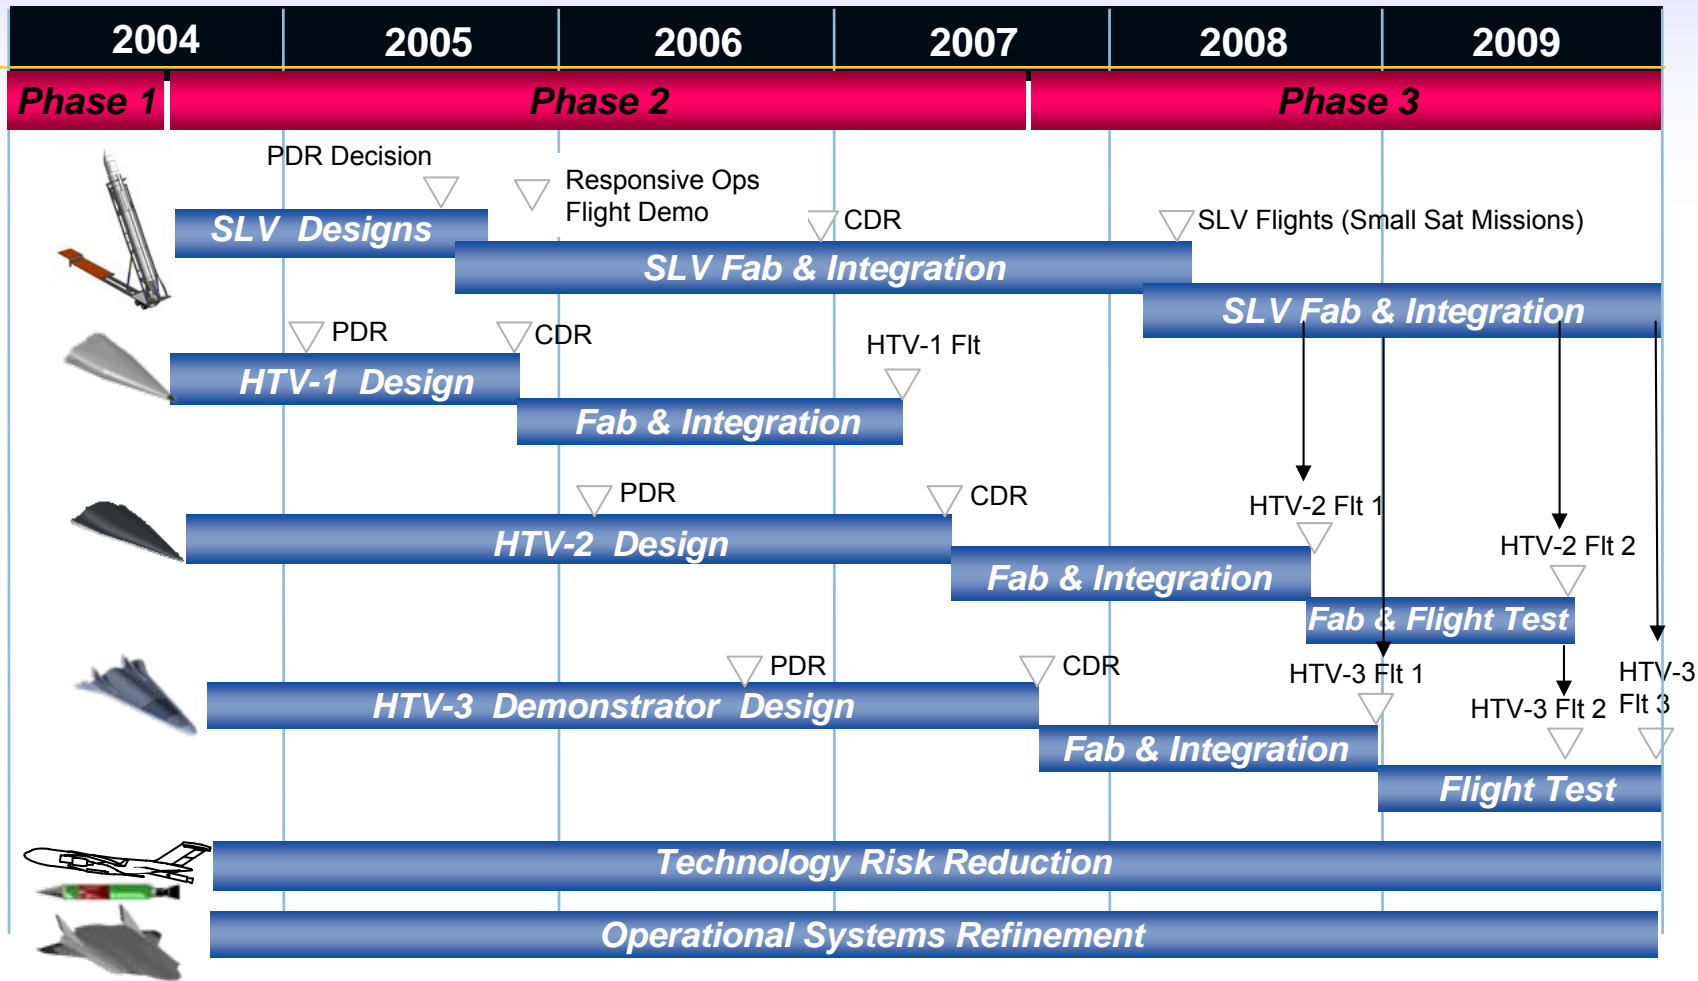 2004 2005 2006 2007 2008 2009
Phase 1 Phase 2 Phase 3
PDR Decision
Responsive Ops
Flight Demo
CDR
SLV Flights (Small Sat Missions)
SLV Designs
SLV Fab & Integration
SLV Fab & Integration
PDR
CDR
HTV-1 Flt
HTV-1 Design
Fab & Integration
PDR
CDR
HTV-2 Flt 1
HTV-2 Flt 2
HTV-2 Design
Fab & Integration
Fab & Flight Test
PDR
CDR
HTV-3 Flt 1
HTV-3 Flt 2
HTV-3
Flt 3
HTV-3 Demonstrator Design
Fab & Integration
Flight Test
Technology Risk Reduction
Operational Systems Refinement